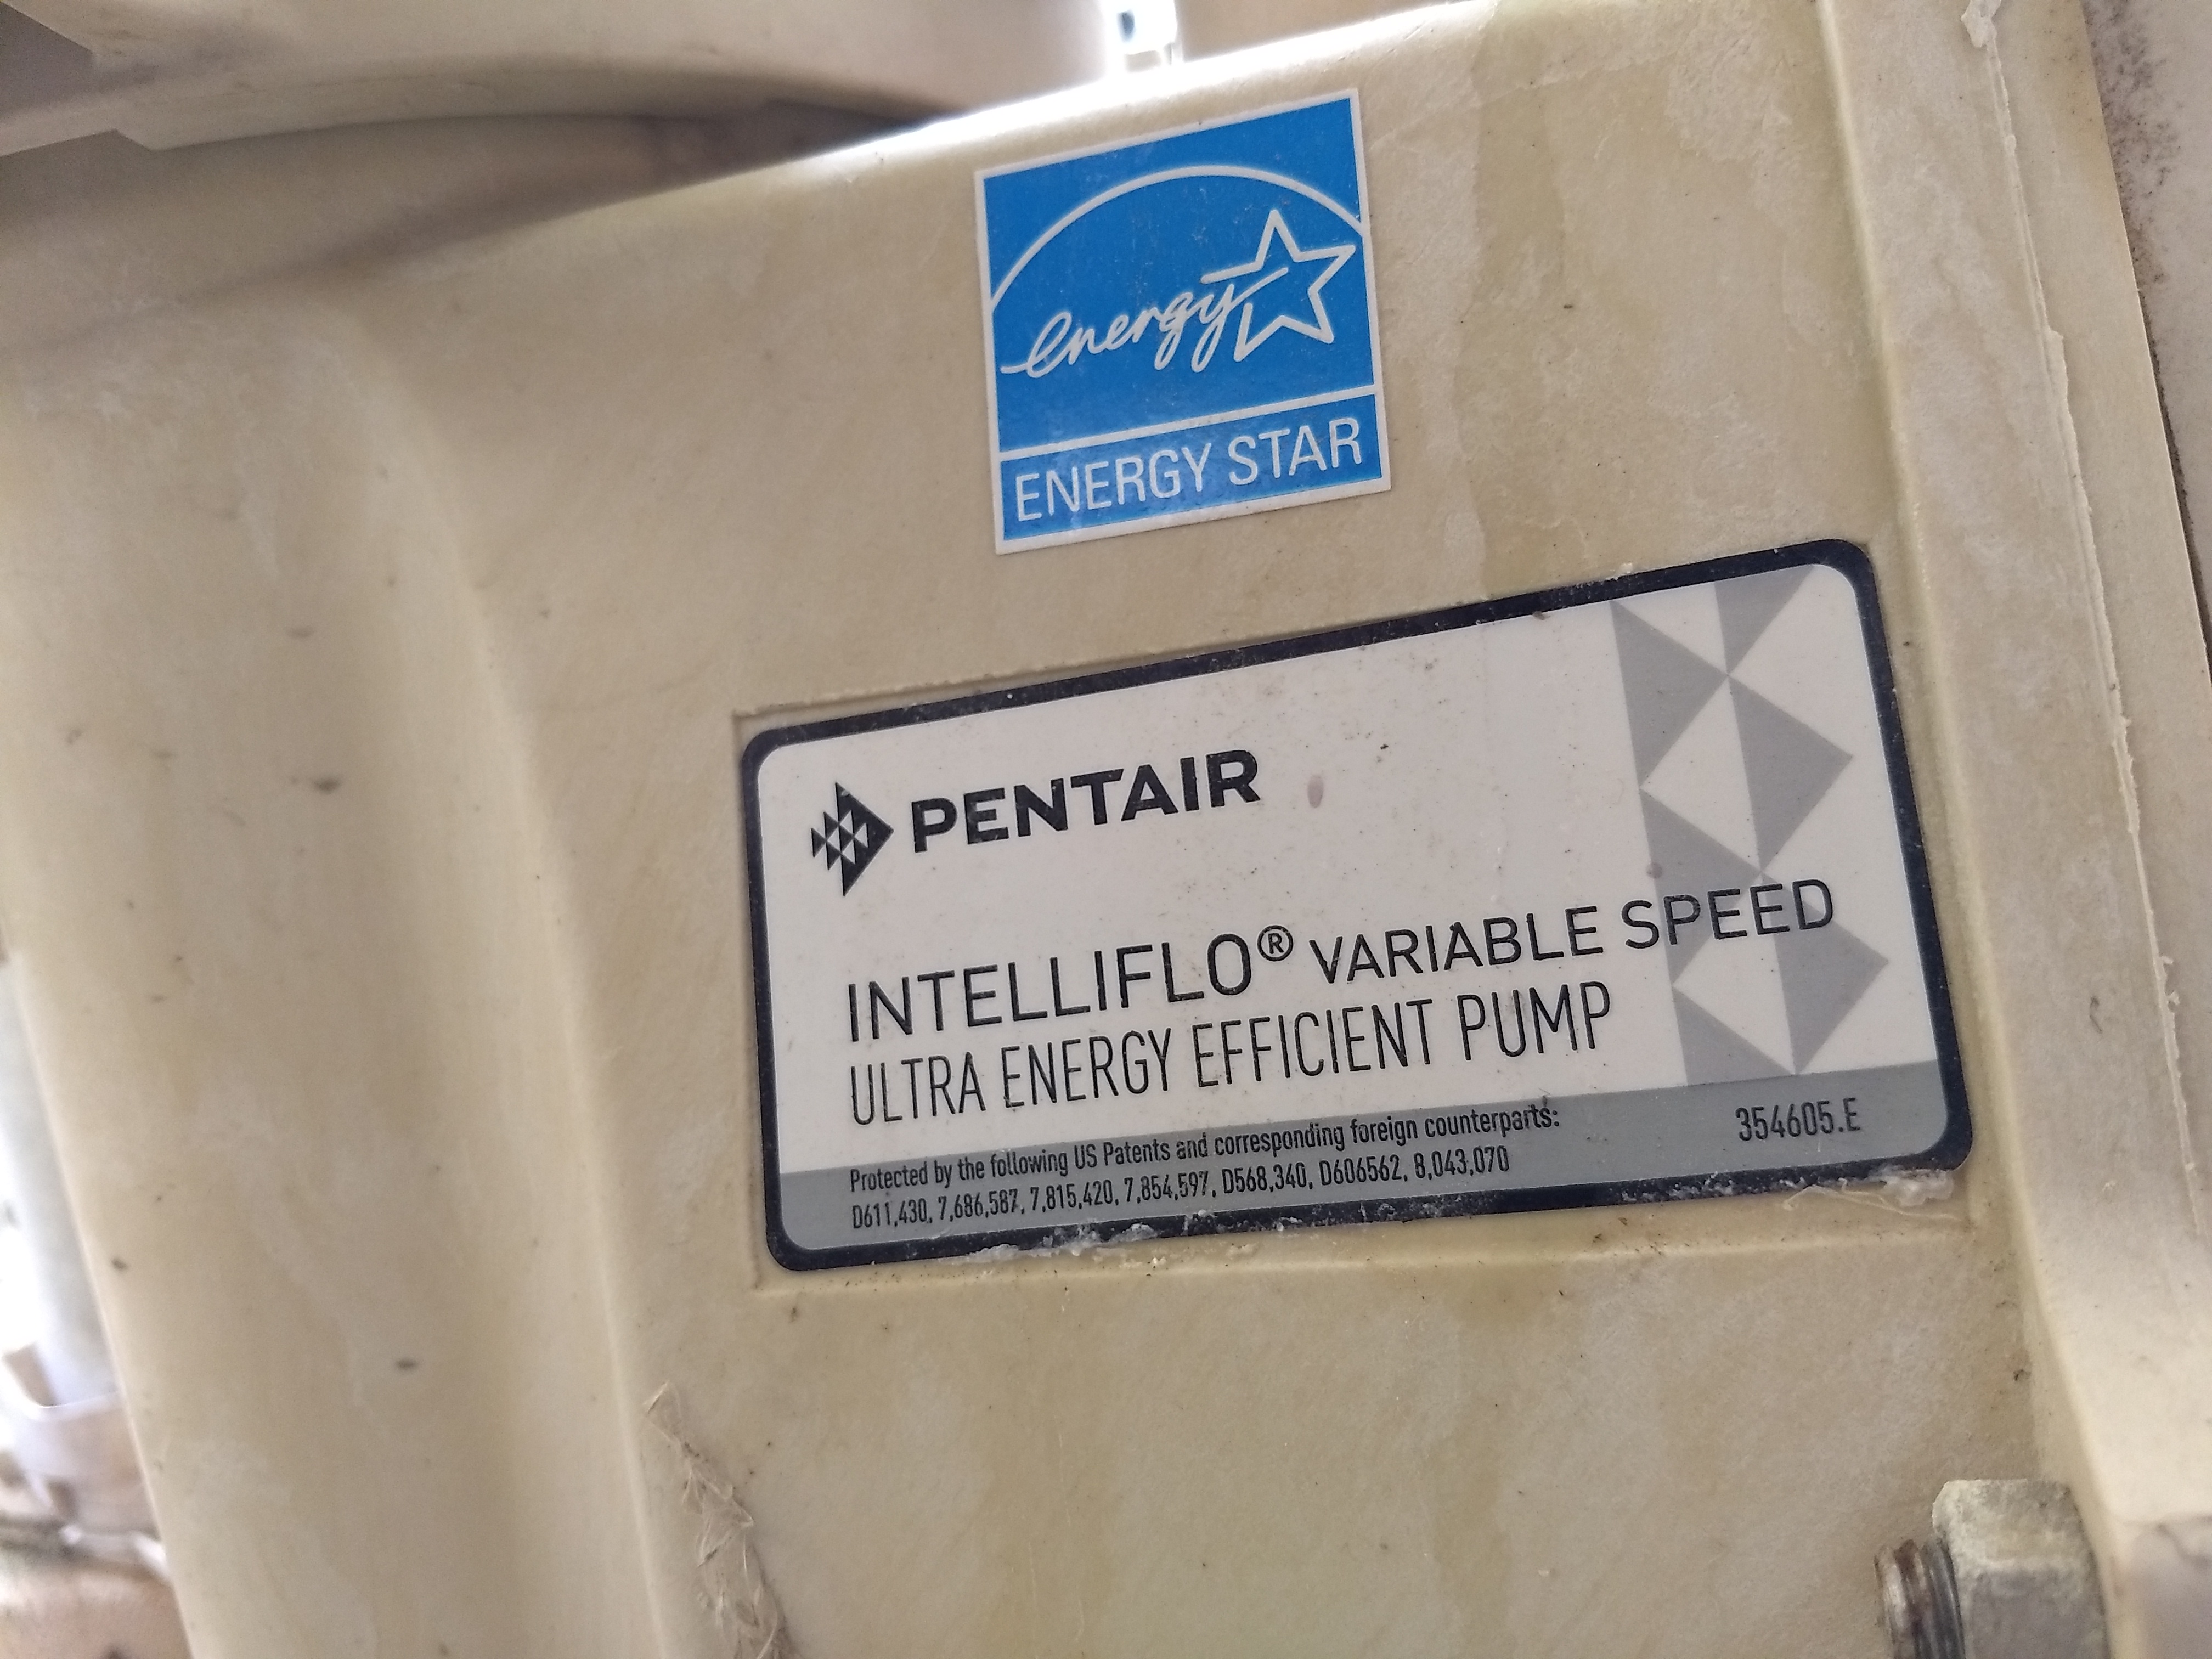 energy
ENERGY STAR
PENTAIR
INTELLIFLO® VARIABLE SPEED
ULTRA ENERGY EFFICIENT PUMP
Protected by the following US Patents and corresponding foreign counterparts:
D611,430, 7,686,587, 7,815,420, 7,854,597, D568,340, D606562, 8,043,070
354605.E